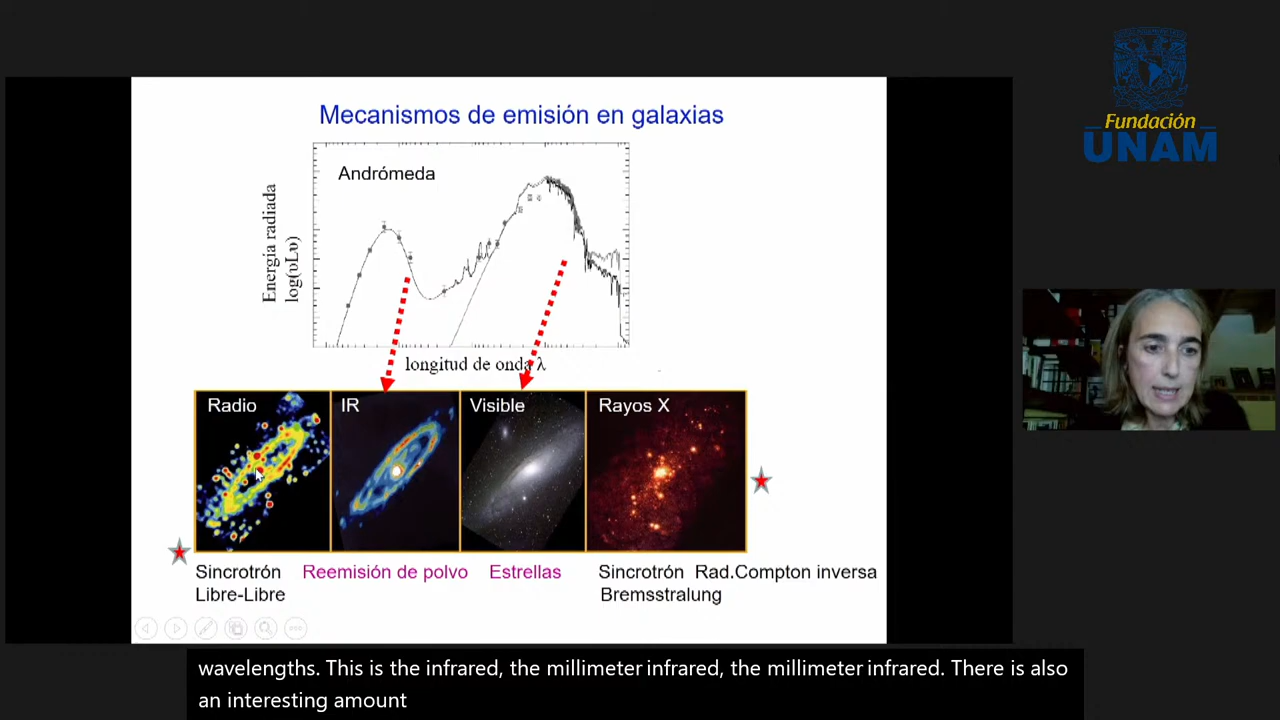 Fundación
UNAM
Mecanismos de emisión en galaxias
Andrómeda
Energía radiada
log(υLυ)
longitud de onda λ
Radio
IR
Visible
Rayos X
Sincrotrón
Libre-Libre
Reemisión de polvo
Estrellas
Sincrotrón Rad.Compton inversa
Bremsstralung
wavelengths. This is the infrared, the millimeter infrared, the millimeter infrared. There is also
an interesting amount